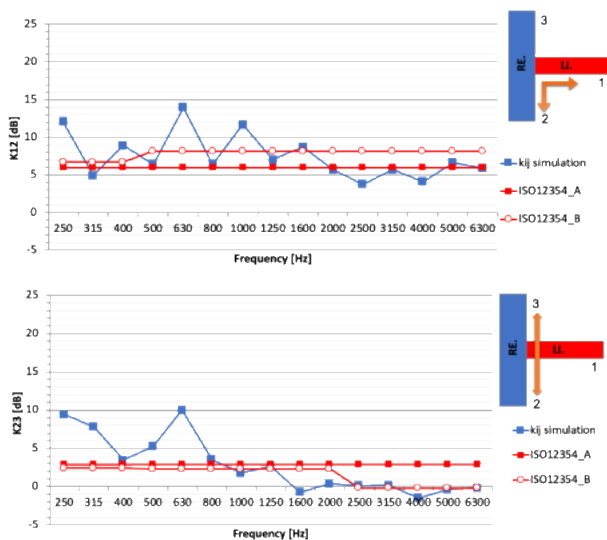 25
20
15
10
5
0
-5
K12 [dB]
250 315 400 500 630 800 1000 1250 1600 2000 2500 3150 4000 5000 6300
Frequency [Hz]
3
RE.
LI.
1
2
kij simulation
ISO12354_A
ISO12354_B
25
20
15
10
5
0
-5
K23 [dB]
250 315 400 500 630 800 1000 1250 1600 2000 2500 3150 4000 5000 6300
Frequency [Hz]
3
RE.
LI.
1
2
kij simulation
ISO12354_A
ISO12354_B